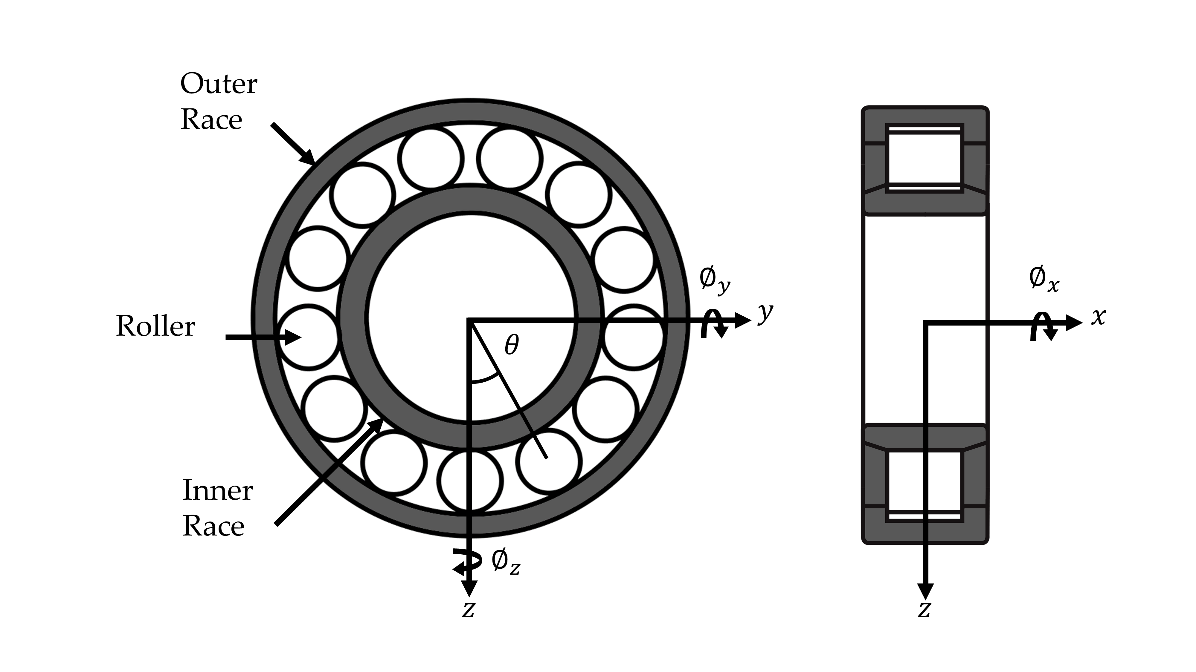 Outer
Race
∅y
∅x
y
x
Roller
θ
Inner
Race
∅z
z
z